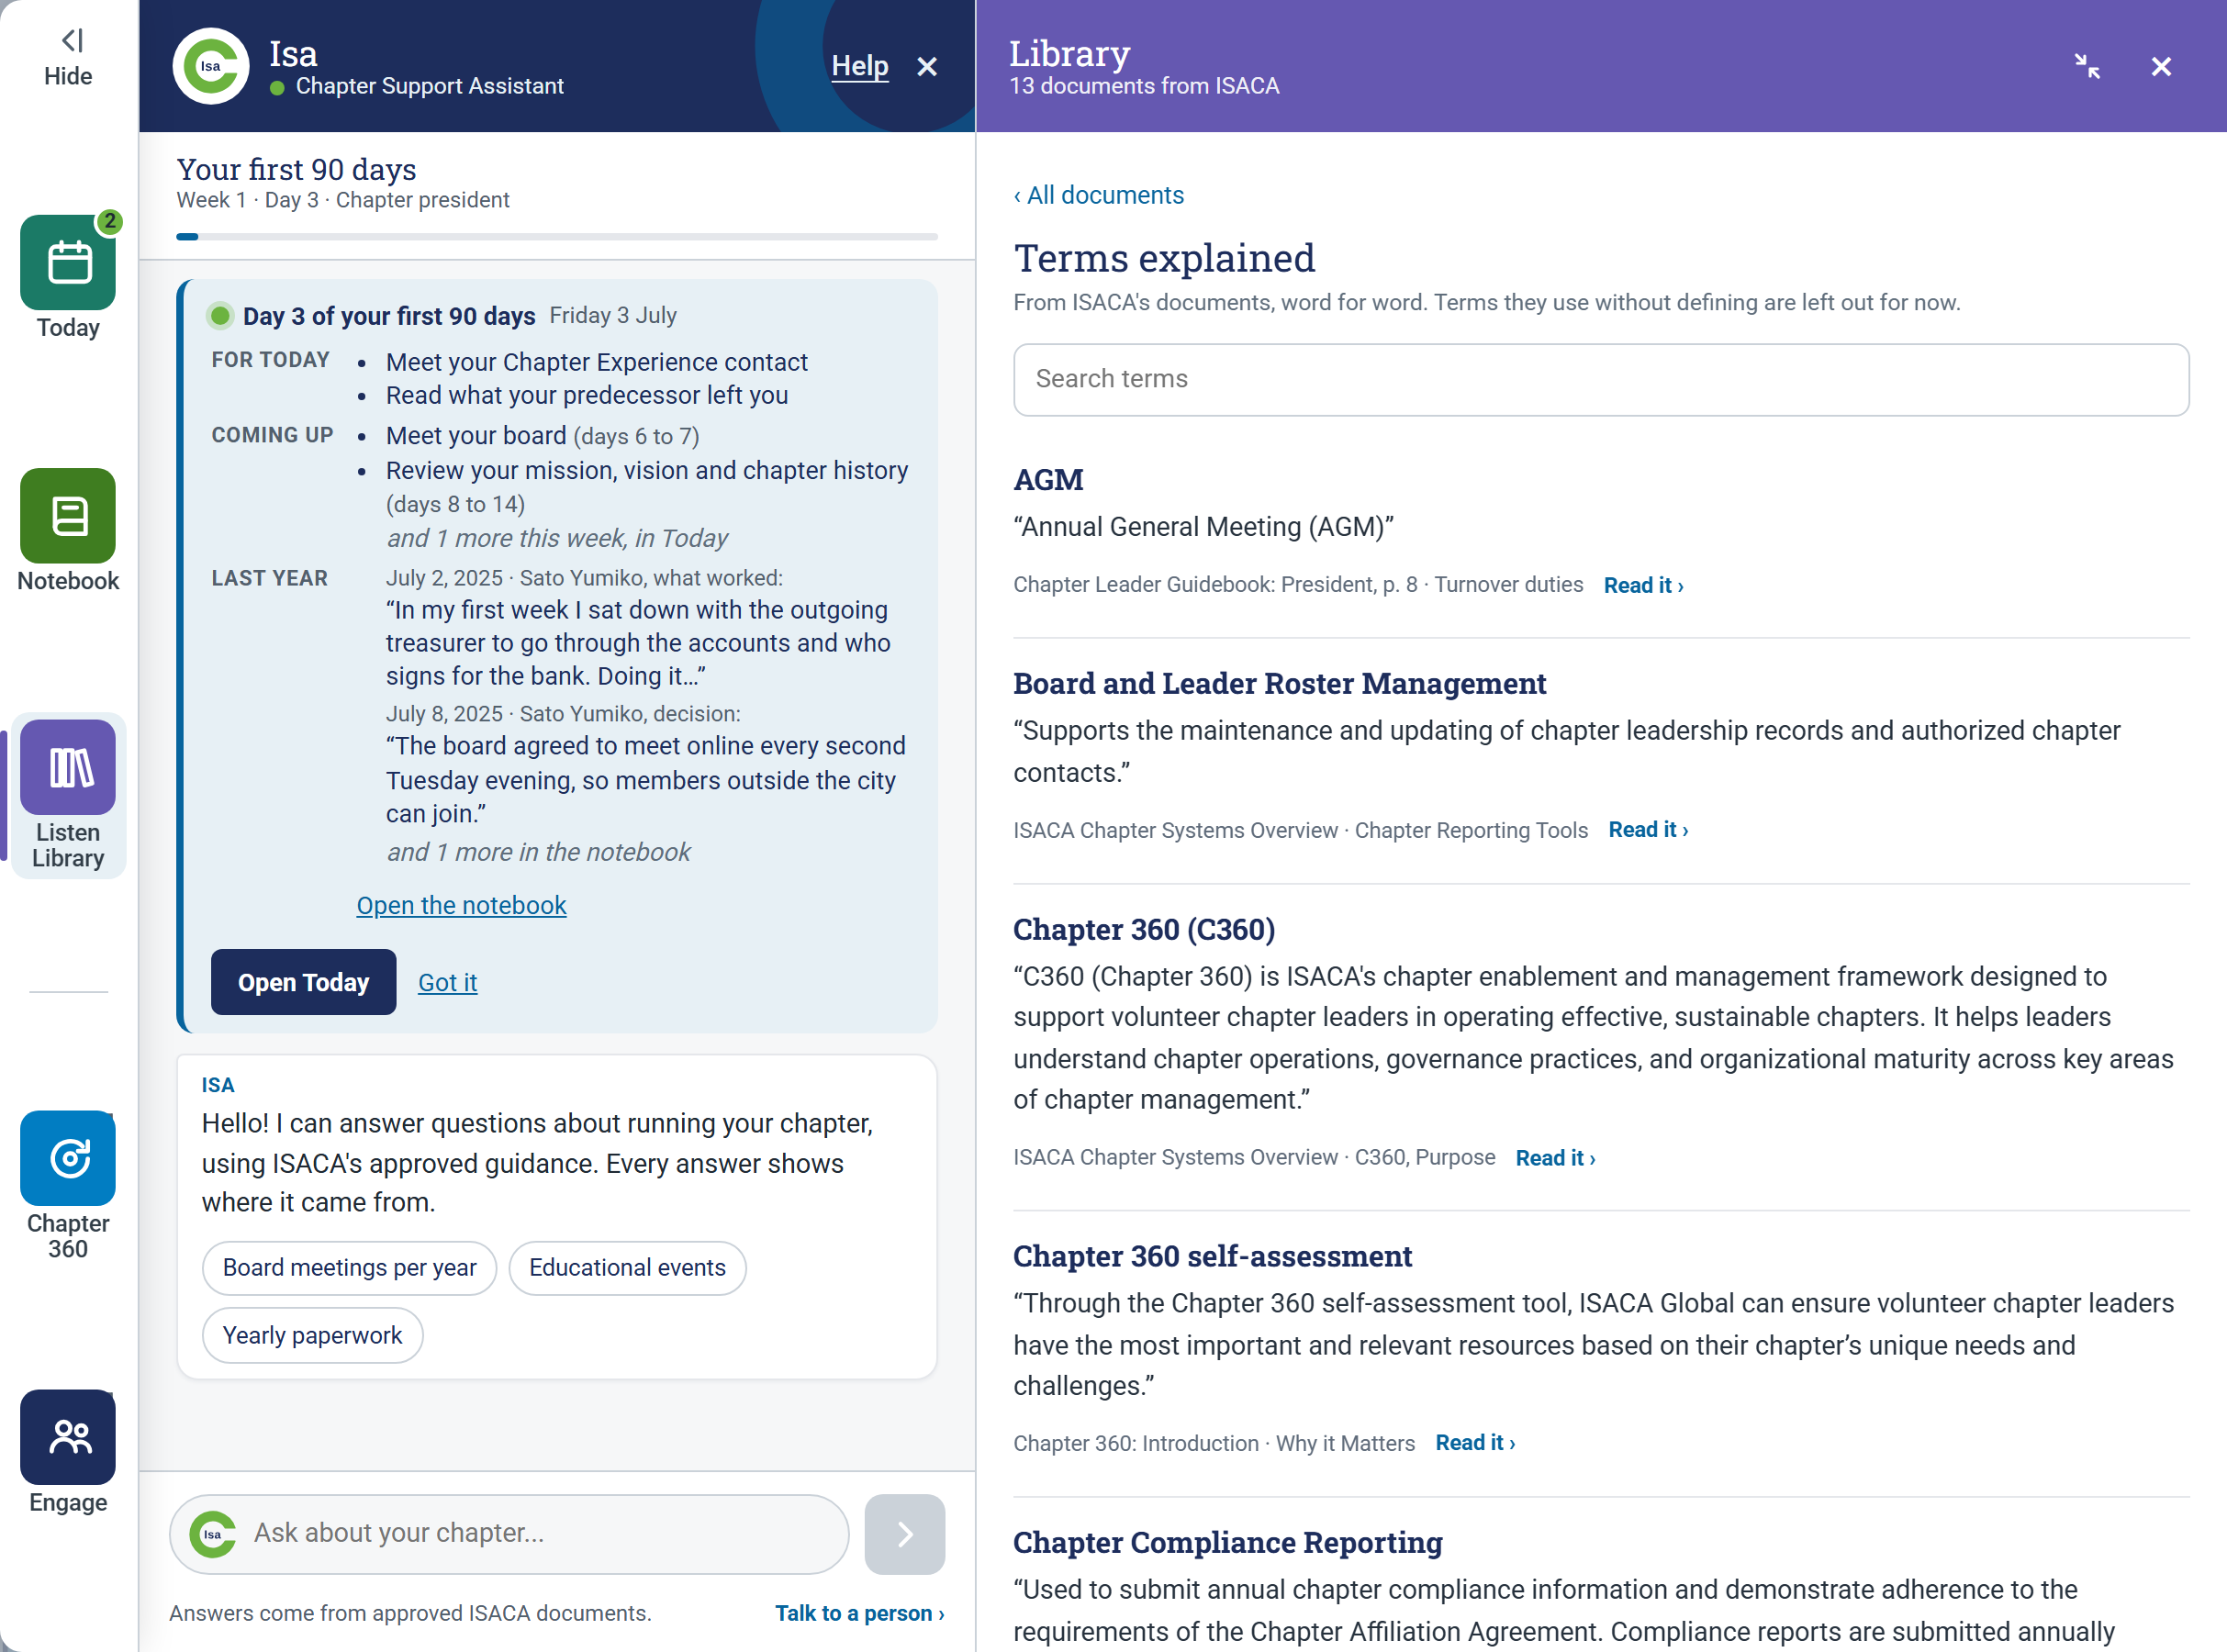 Hide
2
Today
Notebook
Listen
Library
Chapter
360
Engage
Isa
Isa
Chapter Support Assistant
Help
Your first 90 days
Week 1 · Day 3 · Chapter president
Day 3 of your first 90 days Friday 3 July
FOR TODAY
• Meet your Chapter Experience contact
• Read what your predecessor left you
COMING UP
• Meet your board (days 6 to 7)
• Review your mission, vision and chapter history
(days 8 to 14)
and 1 more this week, in Today
LAST YEAR
July 2, 2025 · Sato Yumiko, what worked:
“In my first week I sat down with the outgoing
treasurer to go through the accounts and who
signs for the bank. Doing it…”
July 8, 2025 · Sato Yumiko, decision:
“The board agreed to meet online every second
Tuesday evening, so members outside the city
can join.”
and 1 more in the notebook
Open the notebook
Open Today
Got it
ISA
Hello! I can answer questions about running your chapter,
using ISACA's approved guidance. Every answer shows
where it came from.
Board meetings per year
Educational events
Yearly paperwork
Isa
Ask about your chapter...
Answers come from approved ISACA documents.
Talk to a person ›
Library
13 documents from ISACA
‹ All documents
Terms explained
From ISACA's documents, word for word. Terms they use without defining are left out for now.
Search terms
AGM
“Annual General Meeting (AGM)”
Chapter Leader Guidebook: President, p. 8 · Turnover duties Read it ›
Board and Leader Roster Management
“Supports the maintenance and updating of chapter leadership records and authorized chapter
contacts.”
ISACA Chapter Systems Overview · Chapter Reporting Tools Read it ›
Chapter 360 (C360)
“C360 (Chapter 360) is ISACA's chapter enablement and management framework designed to
support volunteer chapter leaders in operating effective, sustainable chapters. It helps leaders
understand chapter operations, governance practices, and organizational maturity across key areas
of chapter management.”
ISACA Chapter Systems Overview · C360, Purpose Read it ›
Chapter 360 self-assessment
“Through the Chapter 360 self-assessment tool, ISACA Global can ensure volunteer chapter leaders
have the most important and relevant resources based on their chapter’s unique needs and
challenges.”
Chapter 360: Introduction · Why it Matters Read it ›
Chapter Compliance Reporting
“Used to submit annual chapter compliance information and demonstrate adherence to the
requirements of the Chapter Affiliation Agreement. Compliance reports are submitted annually